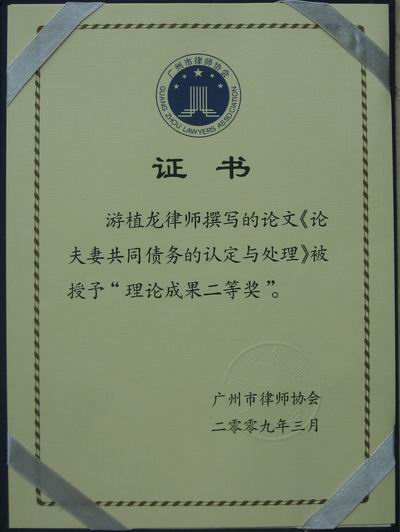 广州市律师协会
GUANG ZHOU LAWYERS ASSOCIATION
证书
游植龙律师撰写的论文《论
夫妻共同债务的认定与处理》被
授予“理论成果二等奖”。
广州市律师协会
二零零九年三月